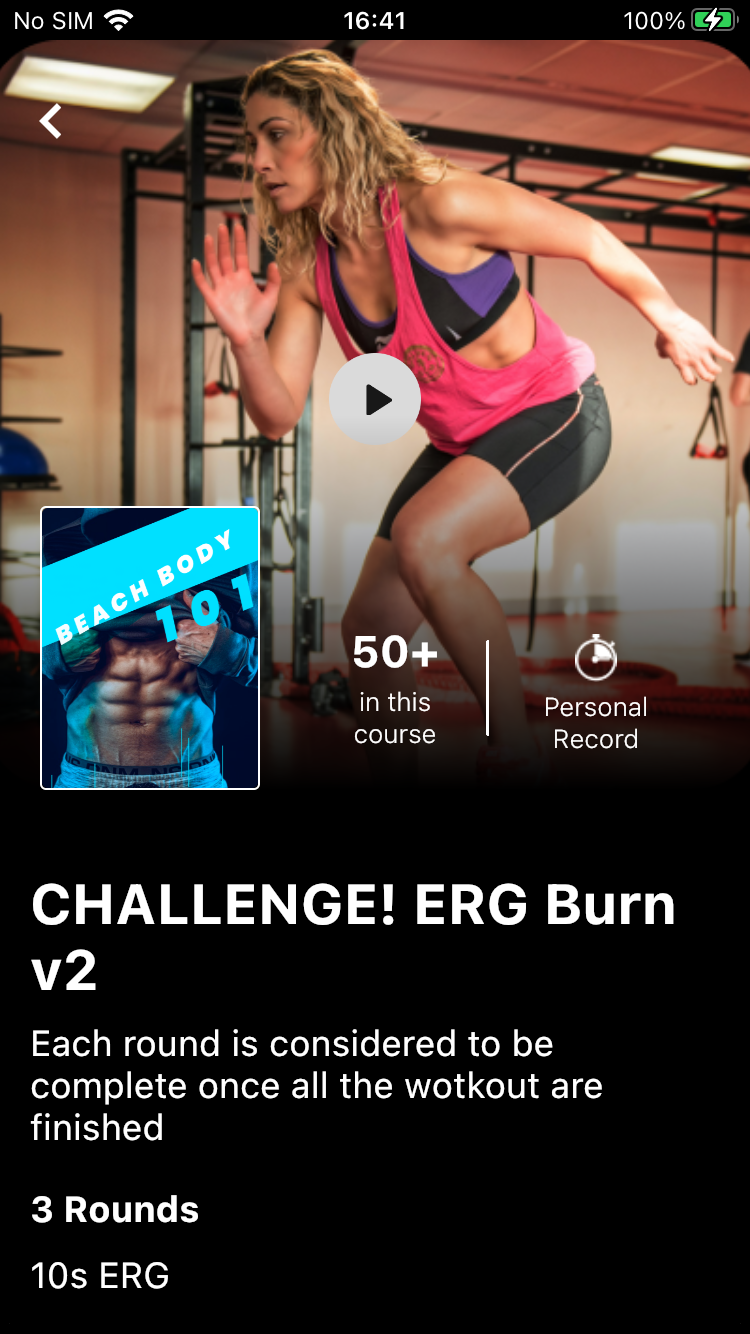 No SIM 16:41 100%
BEACH BODY
101
50+
in this
course
Personal
Record
CHALLENGE! ERG Burn
v2
Each round is considered to be
complete once all the wotkout are
finished
3 Rounds
10s ERG